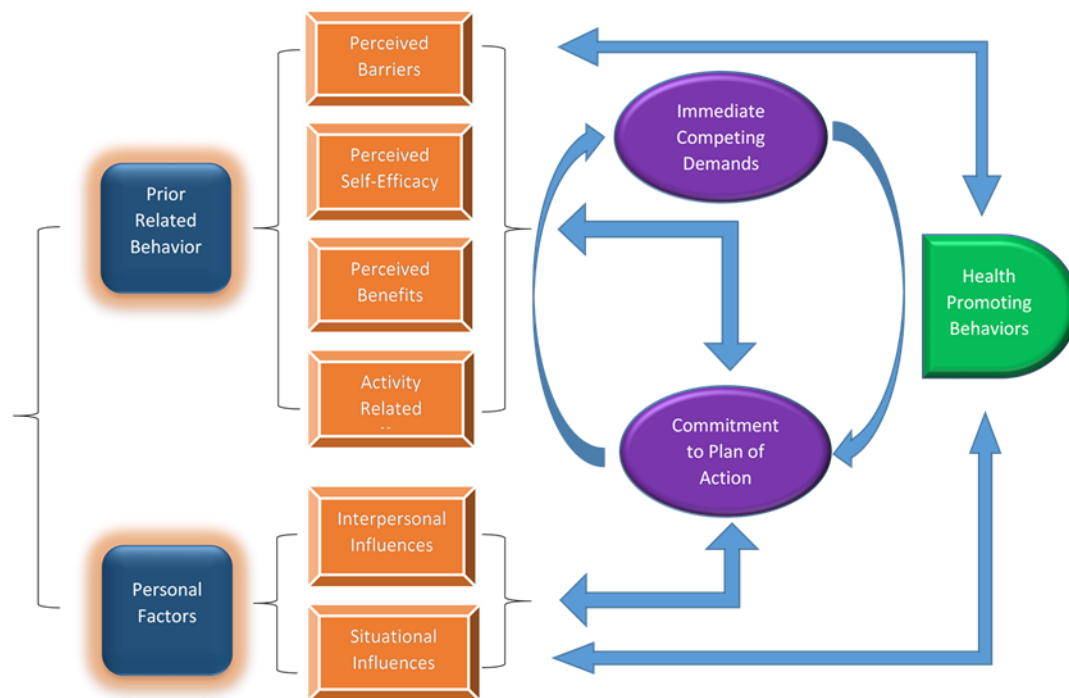 Perceived
Barriers
Perceived
Self-Efficacy
Perceived
Benefits
Activity
Related
Prior
Related
Behavior
Immediate
Competing
Demands
Health
Promoting
Behaviors
Commitment
to Plan of
Action
Interpersonal
Influences
Personal
Factors
Situational
Influences